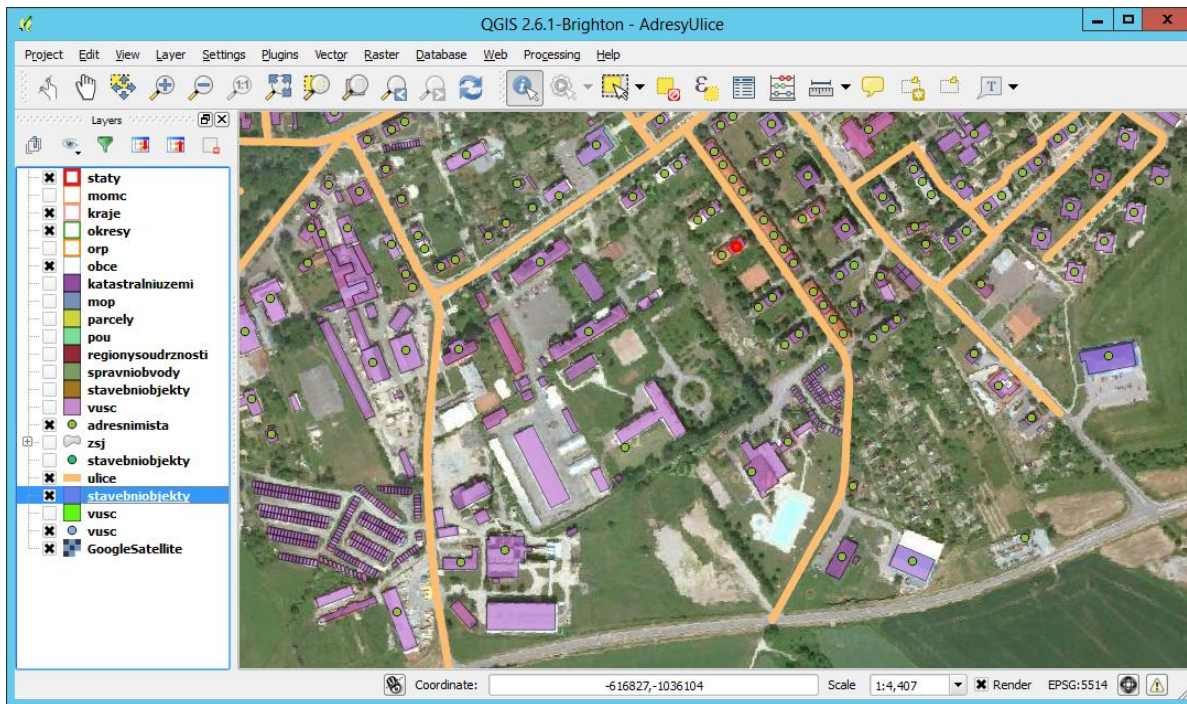 QGIS 2.6.1-Brighton - AdresyUlice
Project Edit View Layer Settings Plugins Vector Raster Database Web Processing Help
Layers
staty
momc
kraje
okresy
orp
obce
katastralniuzemi
mop
parcely
pou
regionysoudrznosti
spravniobvody
stavebniobjekty
vusc
adresnimista
zsj
stavebniobjekty
ulice
stavebniobjekty
vusc
vusc
GoogleSatellite
Coordinate: -616827,-1036104 Scale 1:4,407 Render EPSG:5514